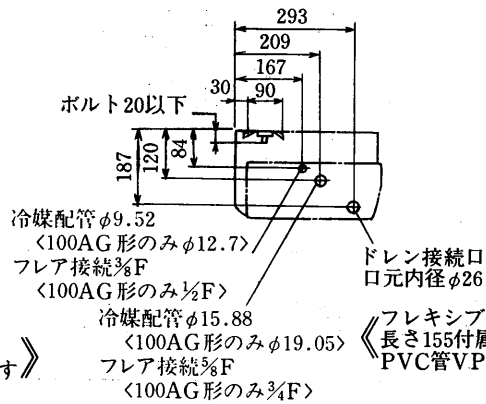 293
209
167
30 90
ボルト20以下
187
120
84
冷媒配管φ9.52
<100AG形のみφ12.7>
フレア接続3/8F
<100AG形のみ1/2F>
冷媒配管φ15.88
<100AG形のみφ19.05>
フレア接続5/8F
<100AG形のみ3/4F>
ドレン接続口
口元内径φ26
《フレキシブ
長さ155付属
PVC管VP
す》